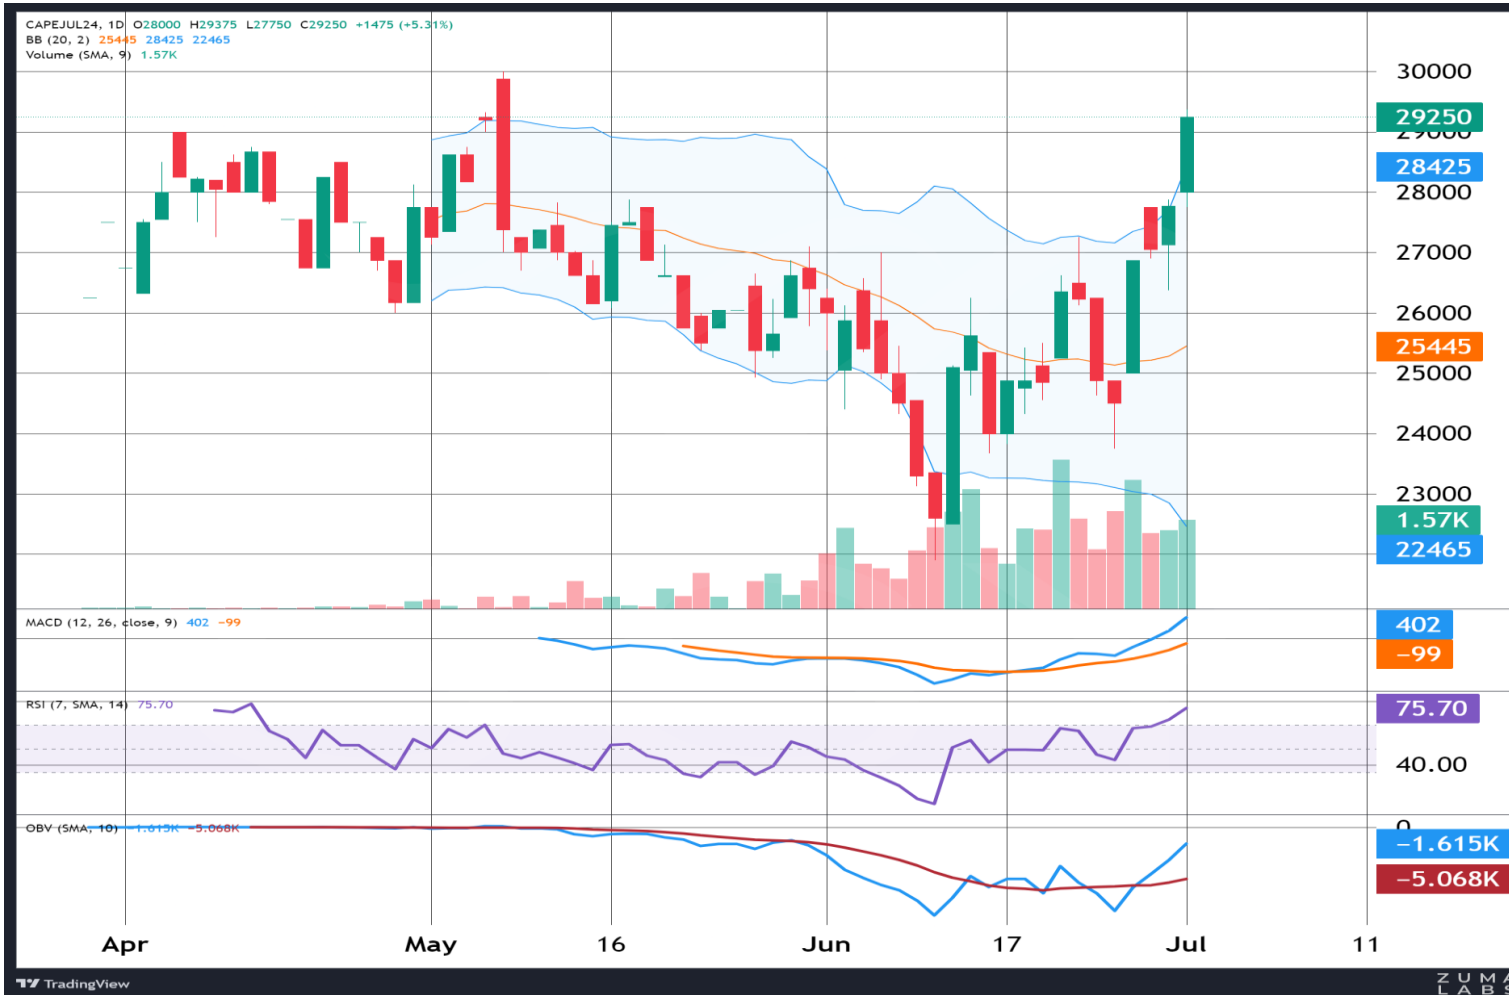 CAPEJUL24, 1D O28000 H29375 L27750 C29250 +1475 (+5.31%)
BB (20, 2) 25445 28425 22465
Volume (SMA, 9) 1.57K
30000
29250
29000
28425
28000
27000
26000
25445
25000
24000
23000
1.57K
22465
MACD (12, 26, close, 9) 402 −99
402
−99
RSI (7, SMA, 14) 75.70
75.70
40.00
OBV (SMA, 10) −1.615K −5.068K
0
−1.615K
−5.068K
Apr May 16 Jun 17 Jul 11
TradingView
ZUMA
LABS